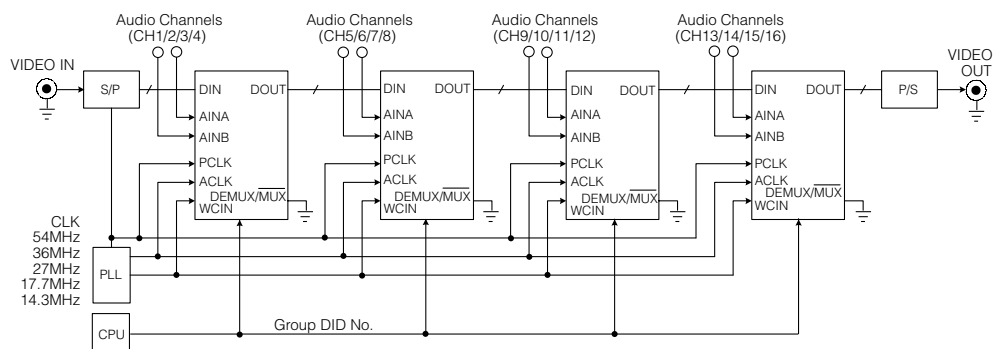 Audio Channels
(CH1/2/3/4)
Audio Channels
(CH5/6/7/8)
Audio Channels
(CH9/10/11/12)
Audio Channels
(CH13/14/15/16)
VIDEO IN
VIDEO
OUT
S/P
DIN
DOUT
AINA
AINB
PCLK
ACLK
DEMUX/MUX
WCIN
DIN
DOUT
AINA
AINB
PCLK
ACLK
DEMUX/MUX
WCIN
DIN
DOUT
AINA
AINB
PCLK
ACLK
DEMUX/MUX
WCIN
DIN
DOUT
AINA
AINB
PCLK
ACLK
DEMUX/MUX
WCIN
P/S
CLK
54MHz
36MHz
27MHz
17.7MHz
14.3MHz
PLL
CPU
Group DID No.